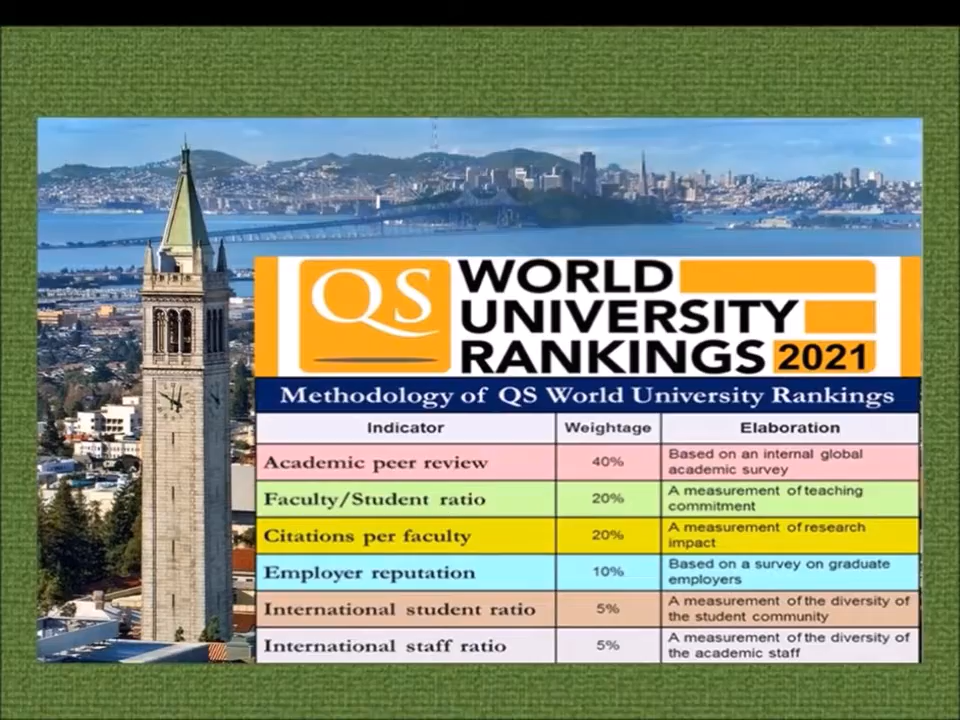 QS
WORLD
UNIVERSITY
RANKINGS 2021
Methodology of QS World University Rankings
Indicator Weightage Elaboration
Academic peer review 40% Based on an internal global
academic survey
Faculty/Student ratio 20% A measurement of teaching
commitment
Citations per faculty 20% A measurement of research
impact
Employer reputation 10% Based on a survey on graduate
employers
International student ratio 5% A measurement of the diversity of
the student community
International staff ratio 5% A measurement of the diversity of
the academic staff